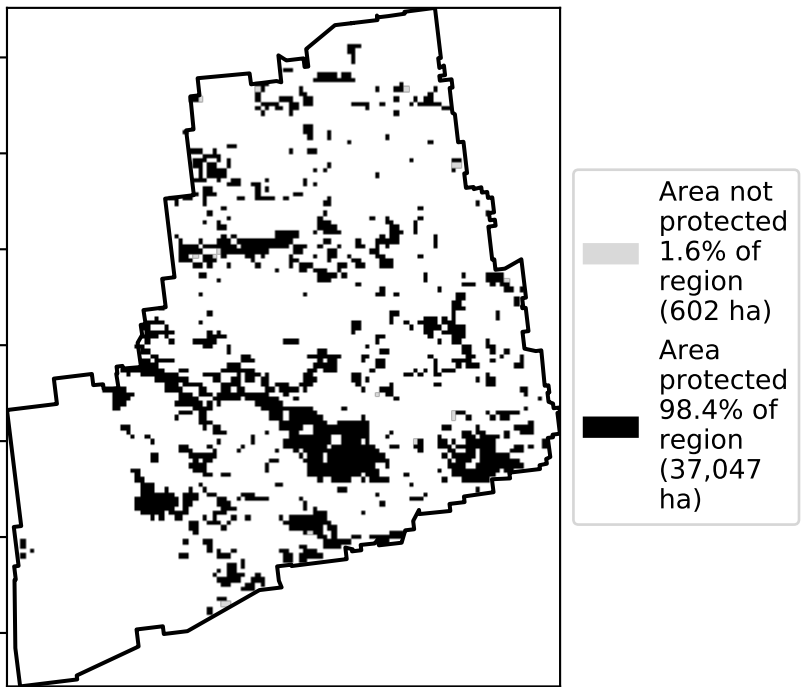 Area not
protected
1.6% of
region
(602 ha)
Area
protected
98.4% of
region
(37,047
ha)